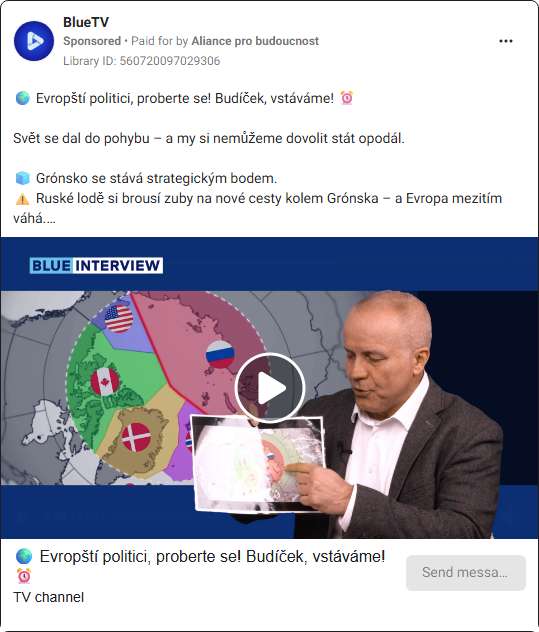 BlueTV
Sponsored • Paid for by Aliance pro budoucnost
Library ID: 560720097029306
🌍 Evropští politici, proberte se! Budíček, vstáváme! ⏰
Svět se dal do pohybu – a my si nemůžeme dovolit stát opodál.
🧊 Grónsko se stává strategickým bodem.
⚠️ Ruské lodě si brousí zuby na nové cesty kolem Grónska – a Evropa mezitím
váhá.…
BLUE INTERVIEW
🌍 Evropští politici, proberte se! Budíček, vstáváme!
⏰
TV channel
Send messa…